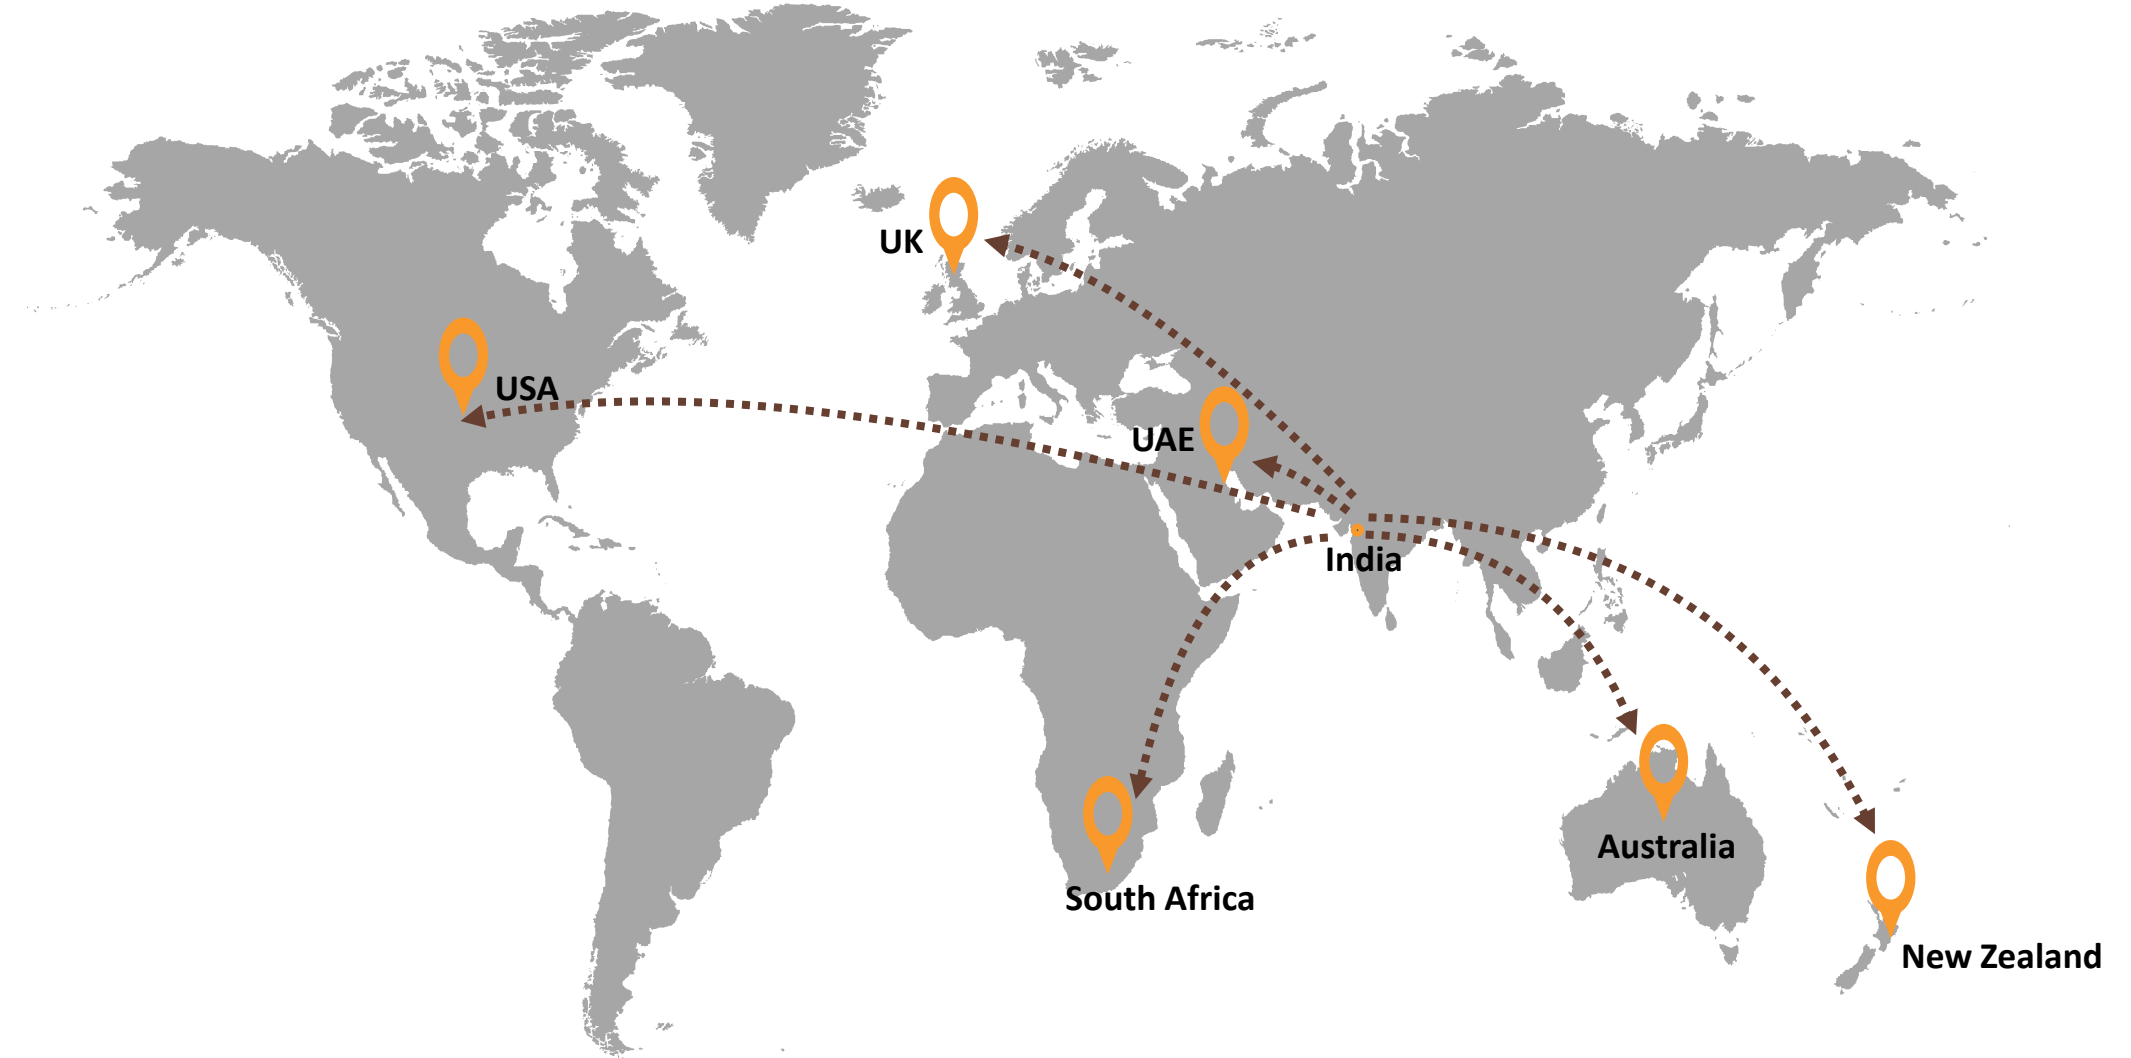 UK
USA
UAE
India
Australia
South Africa
New Zealand